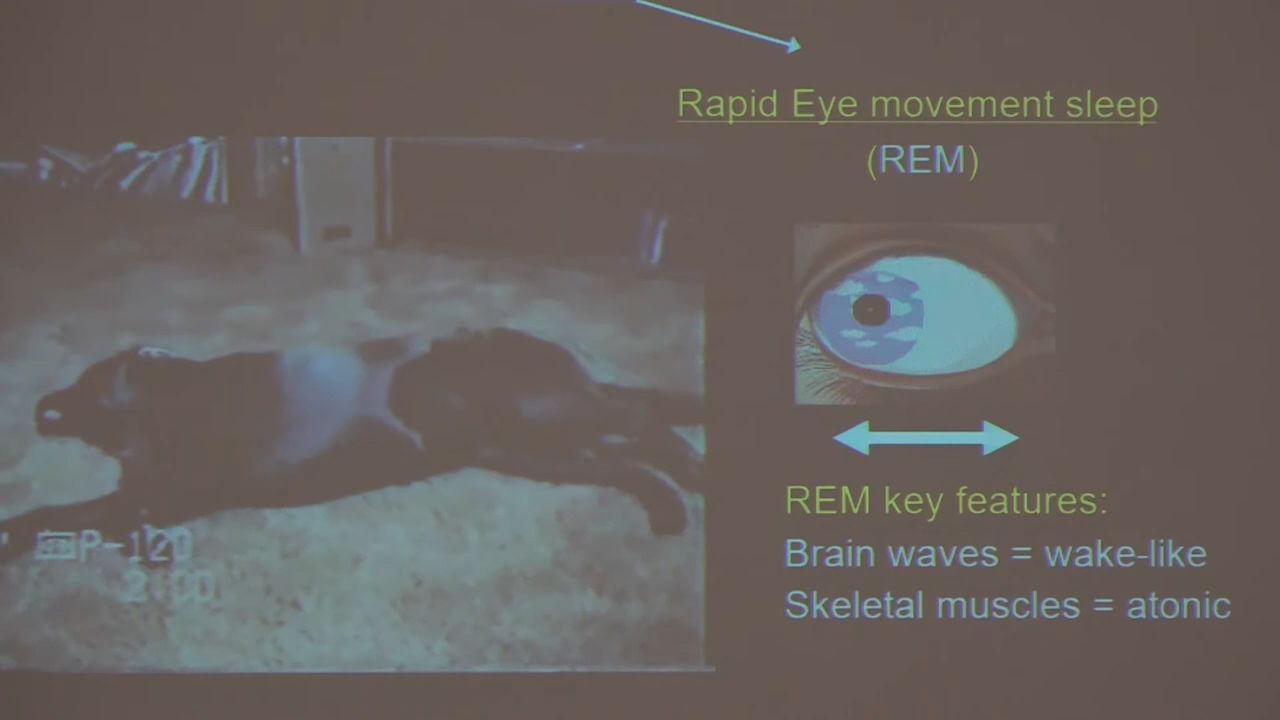 Rapid Eye movement sleep
(REM)
REM key features:
Brain waves = wake-like
Skeletal muscles = atonic
P-120
2:00